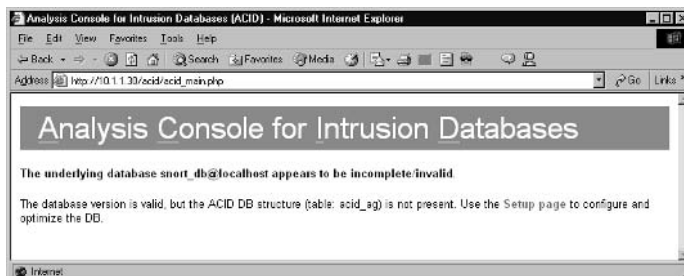 Analysis Console for Intrusion Databases (ACID) - Microsoft Internet Explorer
File Edit View Favorites Tools Help
Back Search Favorites Media
Address http://10.1.1.30/acid/acid_main.php Go Links »
Analysis Console for Intrusion Databases
The underlying database snort_db@localhost appears to be incomplete/invalid.
The database version is valid, but the ACID DB structure (table: acid_ag) is not present. Use the Setup page to configure and
optimize the DB.
Internet